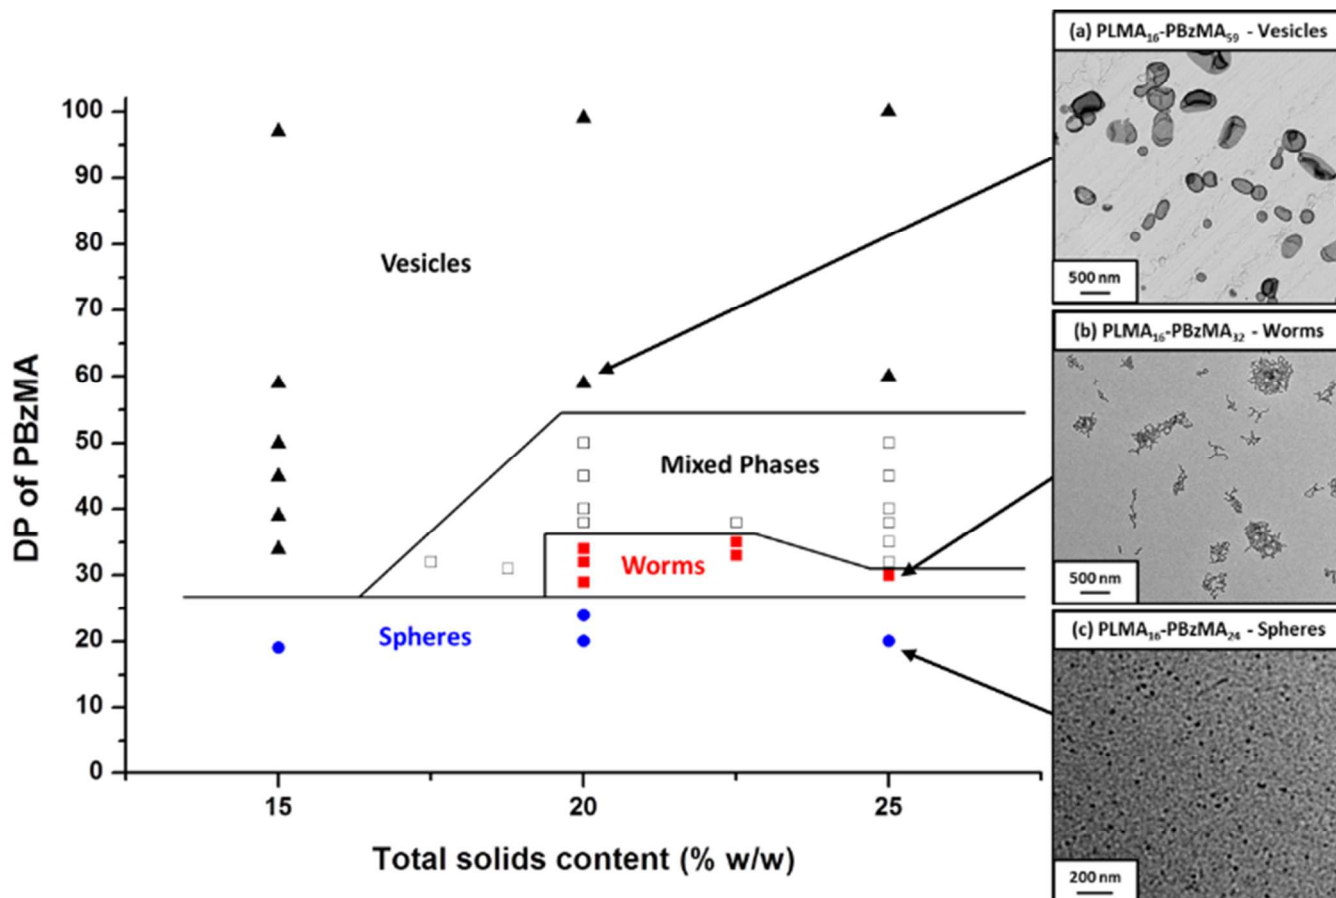 DP of PBzMA
100
90
80
70
60
50
40
30
20
10
0
15
20
25
Total solids content (% w/w)
Vesicles
Mixed Phases
Worms
Spheres
(a) PLMA₁₆-PBzMA₅₉ - Vesicles
500 nm
(b) PLMA₁₆-PBzMA₃₂ - Worms
500 nm
(c) PLMA₁₆-PBzMA₂₄ - Spheres
200 nm